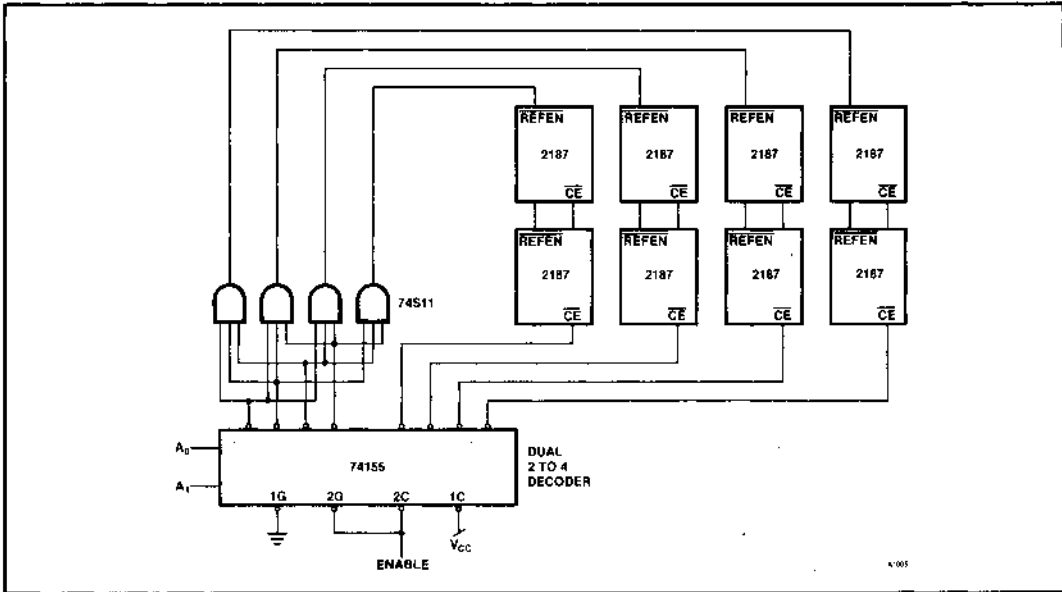 REFEN REFEN REFEN REFEN
2187 2187 2187 2187
CE CE CE CE
REFEN REFEN REFEN REFEN
2187 2187 2187 2187
CE CE CE CE
74S11
A0
A1
74155
1G 2G 2C 1C
DUAL
2 TO 4
DECODER
VCC
ENABLE